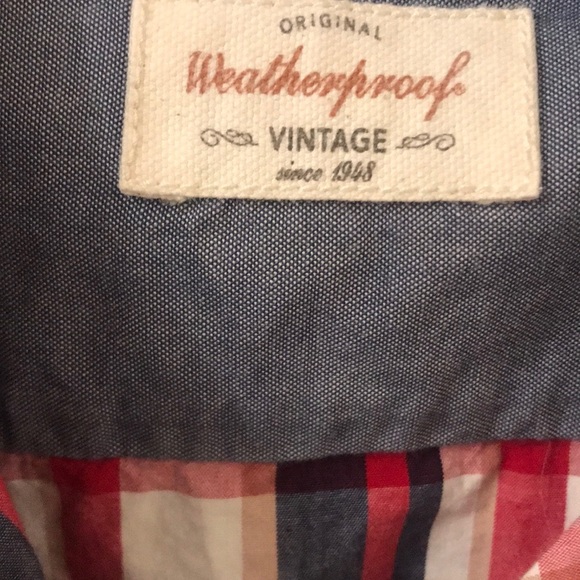 ORIGINAL
Weatherproof
VINTAGE
since 1948